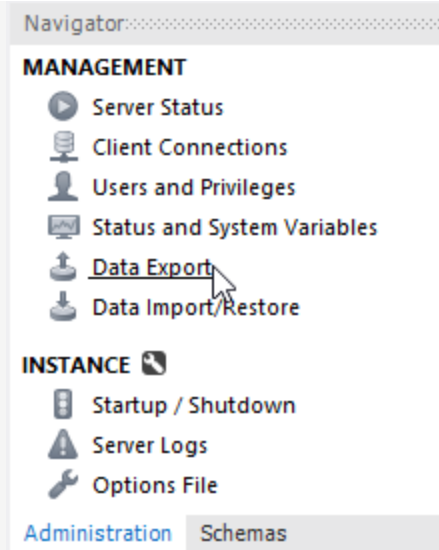 Navigator
MANAGEMENT
Server Status
Client Connections
Users and Privileges
Status and System Variables
Data Export
Data Import/Restore
INSTANCE
Startup / Shutdown
Server Logs
Options File
Administration Schemas